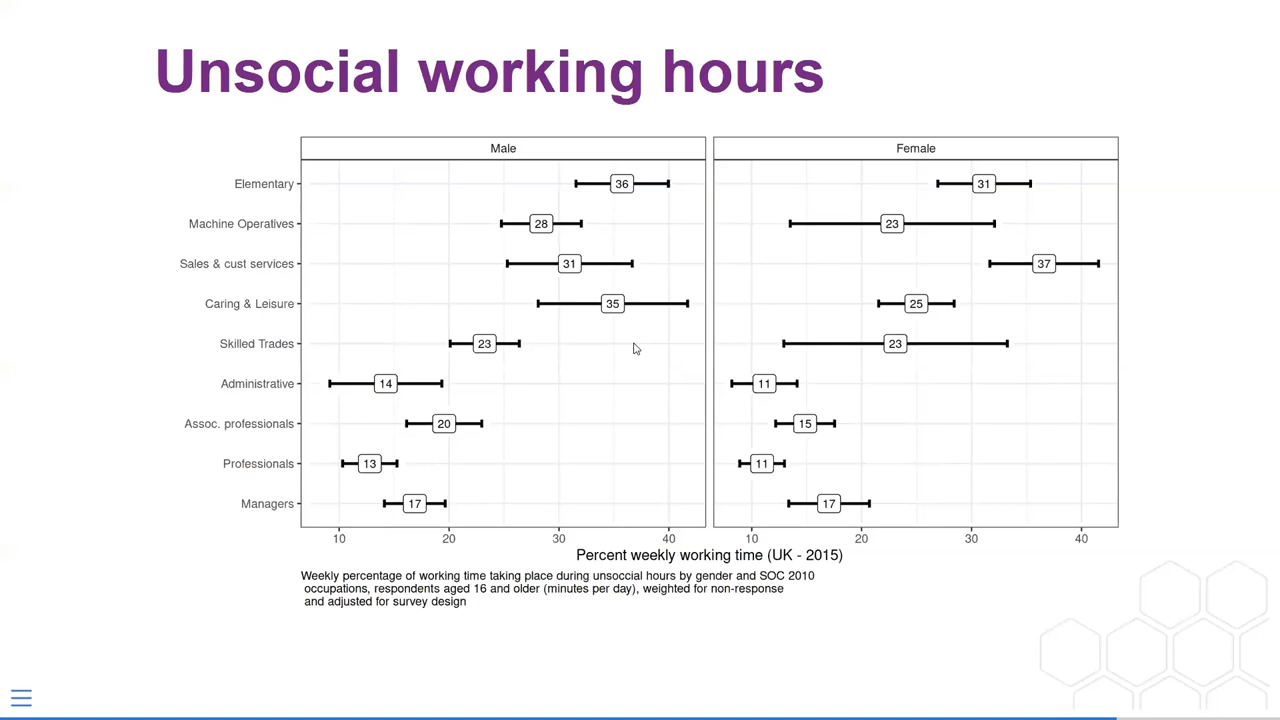 Unsocial working hours
Male
Female
Elementary 36 31
Machine Operatives 28 23
Sales & cust services 31 37
Caring & Leisure 35 25
Skilled Trades 23 23
Administrative 14 11
Assoc. professionals 20 15
Professionals 13 11
Managers 17 17
10 20 30 40 10 20 30 40
Percent weekly working time (UK - 2015)
Weekly percentage of working time taking place during unsoccial hours by gender and SOC 2010
occupations, respondents aged 16 and older (minutes per day), weighted for non-response
and adjusted for survey design